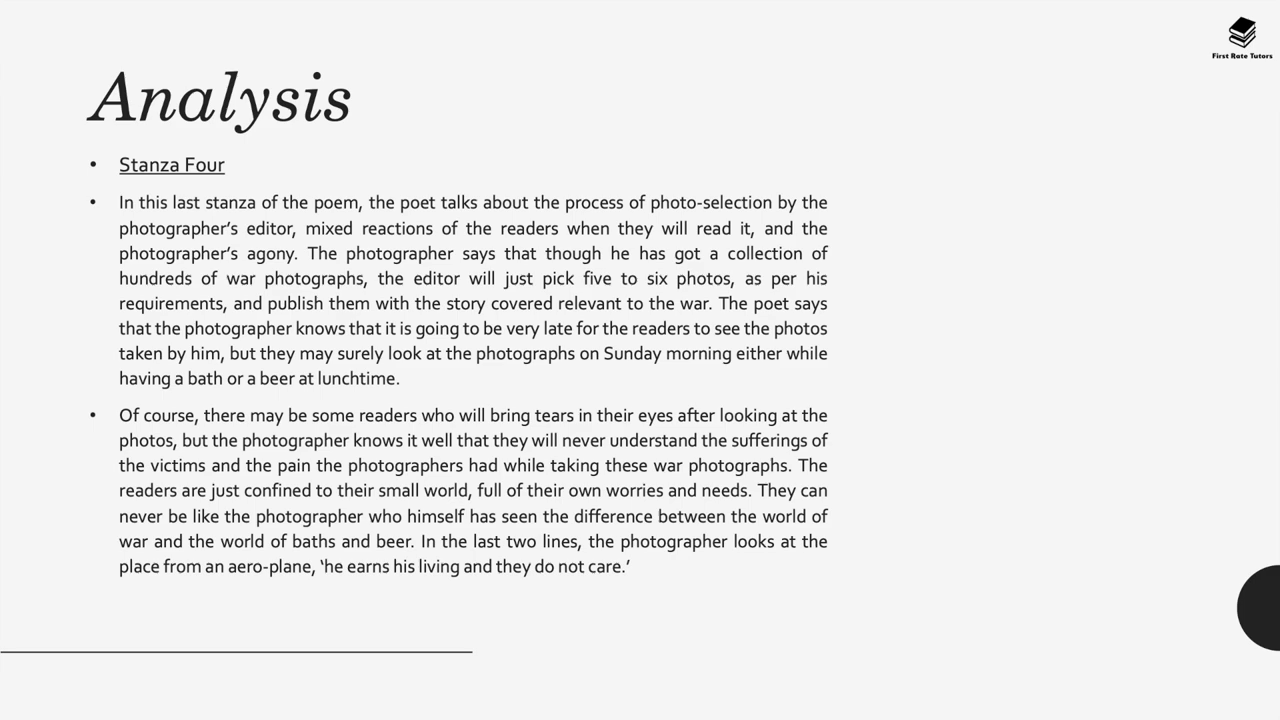 First Rate Tutors
Analysis
• Stanza Four
• In this last stanza of the poem, the poet talks about the process of photo-selection by the
photographer’s editor, mixed reactions of the readers when they will read it, and the
photographer’s agony. The photographer says that though he has got a collection of
hundreds of war photographs, the editor will just pick five to six photos, as per his
requirements, and publish them with the story covered relevant to the war. The poet says
that the photographer knows that it is going to be very late for the readers to see the photos
taken by him, but they may surely look at the photographs on Sunday morning either while
having a bath or a beer at lunchtime.
• Of course, there may be some readers who will bring tears in their eyes after looking at the
photos, but the photographer knows it well that they will never understand the sufferings of
the victims and the pain the photographers had while taking these war photographs. The
readers are just confined to their small world, full of their own worries and needs. They can
never be like the photographer who himself has seen the difference between the world of
war and the world of baths and beer. In the last two lines, the photographer looks at the
place from an aero-plane, ‘he earns his living and they do not care.’